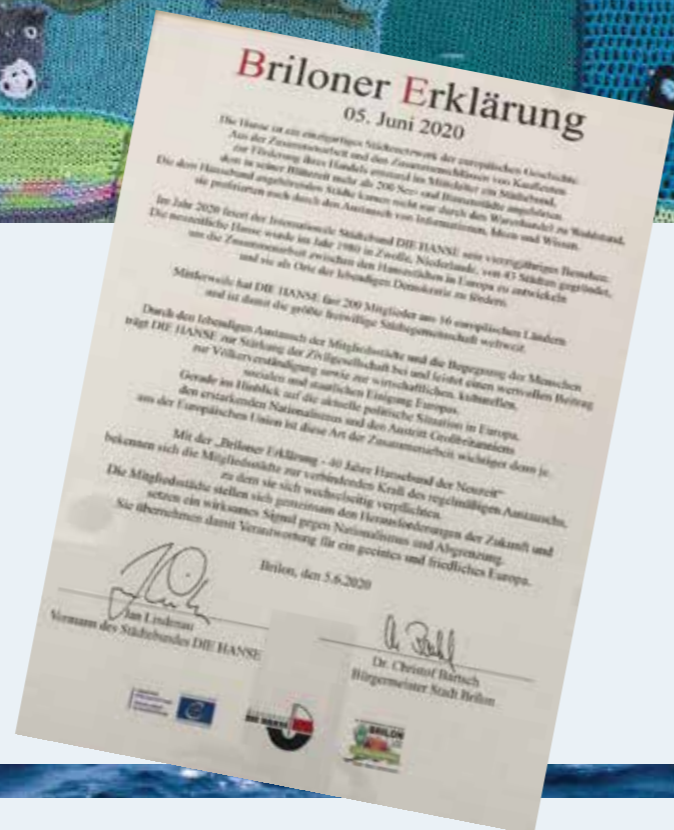 Briloner Erklärung
05. Juni 2020
Die Hanse ist ein einzigartiges Städtenetzwerk der europäischen Geschichte.
Aus der Zusammenarbeit und den Zusammenschlüssen von Kaufleuten
zur Förderung ihres Handels entstand im Mittelalter ein Städtebund,
dem in seiner Blütezeit mehr als 200 See- und Binnenstädte angehörten.
Die dem Hansebund angehörenden Städte kamen nicht nur durch den Warenhandel zu Wohlstand,
sie profitierten auch durch den Austausch von Informationen, Ideen und Wissen.
Im Jahr 2020 feiert der Internationale Städtebund DIE HANSE sein vierzigjähriges Bestehen.
Die neuzeitliche Hanse wurde im Jahr 1980 in Zwolle, Niederlande, von 43 Städten gegründet,
um die Zusammenarbeit zwischen den Hansestädten in Europa zu entwickeln
und sie als Orte der lebendigen Demokratie zu fördern.
Mittlerweile hat DIE HANSE fast 200 Mitglieder aus 16 europäischen Ländern
und ist damit die größte freiwillige Städtegemeinschaft weltweit.
Durch den lebendigen Austausch der Mitgliedsstädte und die Begegnung der Menschen
trägt DIE HANSE zur Stärkung der Zivilgesellschaft bei und leistet einen wertvollen Beitrag
zur Völkerverständigung sowie zur wirtschaftlichen, kulturellen,
sozialen und staatlichen Einigung Europas.
Gerade im Hinblick auf die aktuelle politische Situation in Europa,
den erstarkenden Nationalismus und den Austritt Großbritanniens
aus der Europäischen Union ist diese Art der Zusammenarbeit wichtiger denn je.
Mit der „Briloner Erklärung - 40 Jahre Hansebund der Neuzeit“
bekennen sich die Mitgliedsstädte zur verbindenden Kraft des regelmäßigen Austauschs,
zu dem sie sich wechselseitig verpflichten.
Die Mitgliedsstädte stellen sich gemeinsam den Herausforderungen der Zukunft und
setzen ein wirksames Signal gegen Nationalismus und Abgrenzung.
Sie übernehmen damit Verantwortung für ein geeintes und friedliches Europa.
Brilon, den 5.6.2020
Jan Lindenau
Vormann des Städtebundes DIE HANSE
Dr. Christof Bartsch
Bürgermeister Stadt Brilon
DIE HANSE
BRILON